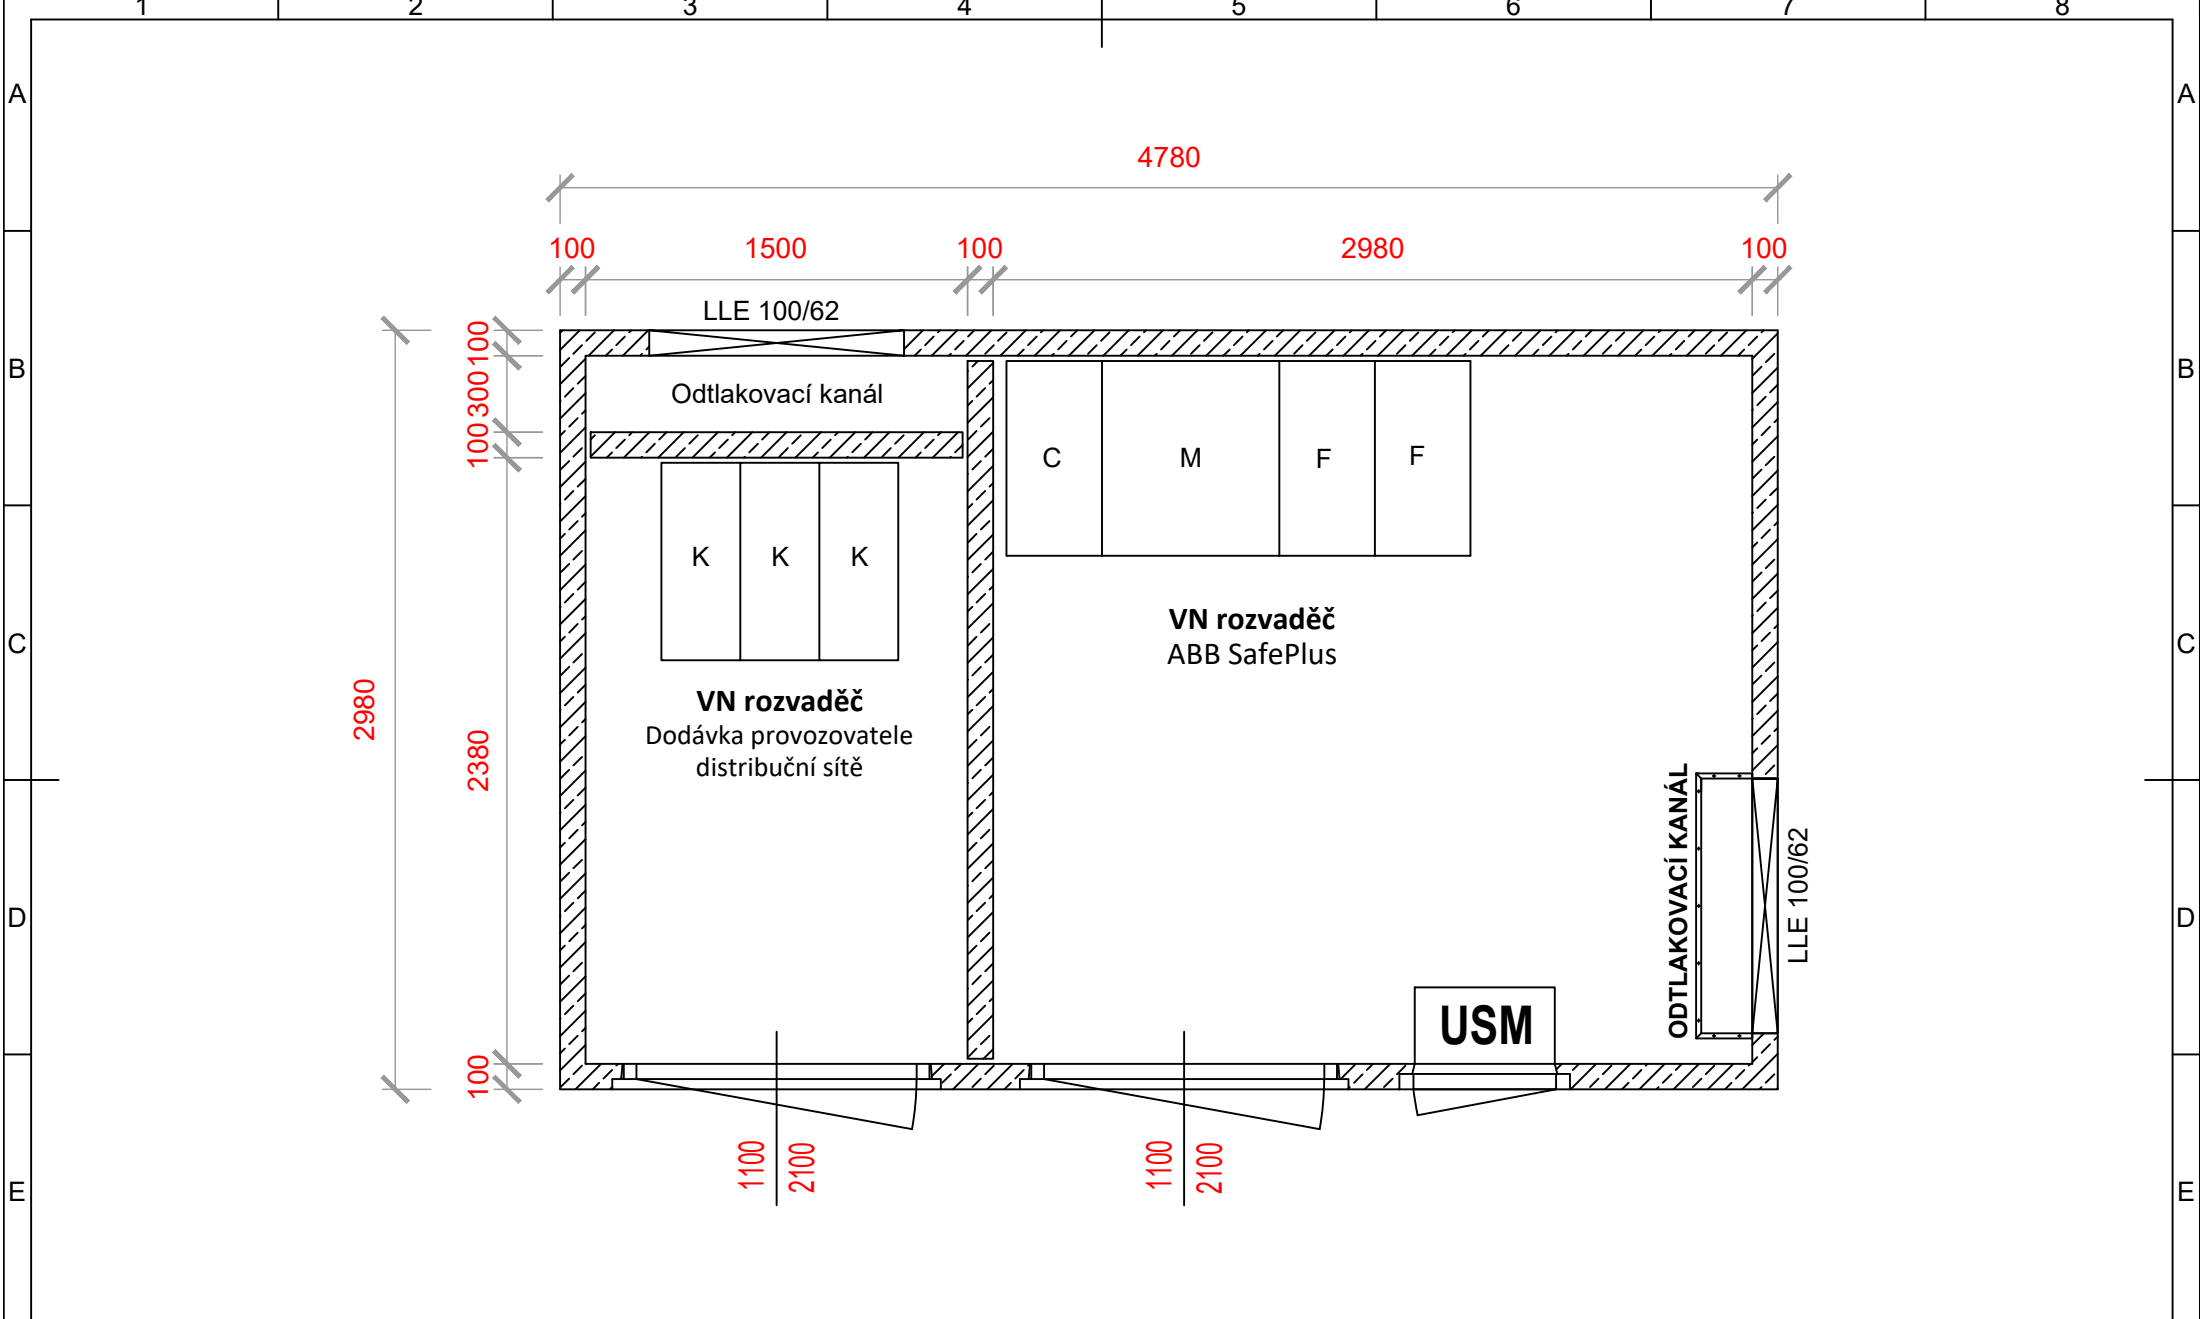 1 2 3 4 5 6 7 8
A A
4780
100 1500 100 2980 100
LLE 100/62
100
300
100
B B
Odtlakovací kanál
C M F F
K K K
VN rozvaděč
ABB SafePlus
C C
2980
2380
VN rozvaděč
Dodávka provozovatele
distribuční sítě
ODTLAKOVACÍ KANÁL
LLE 100/62
D D
USM
100
1100
2100
1100
2100
E E